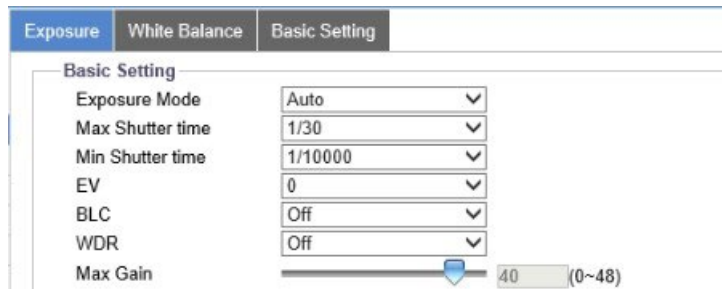 Exposure White Balance Basic Setting
Basic Setting
Exposure Mode Auto
Max Shutter time 1/30
Min Shutter time 1/10000
EV 0
BLC Off
WDR Off
Max Gain 40 (0~48)